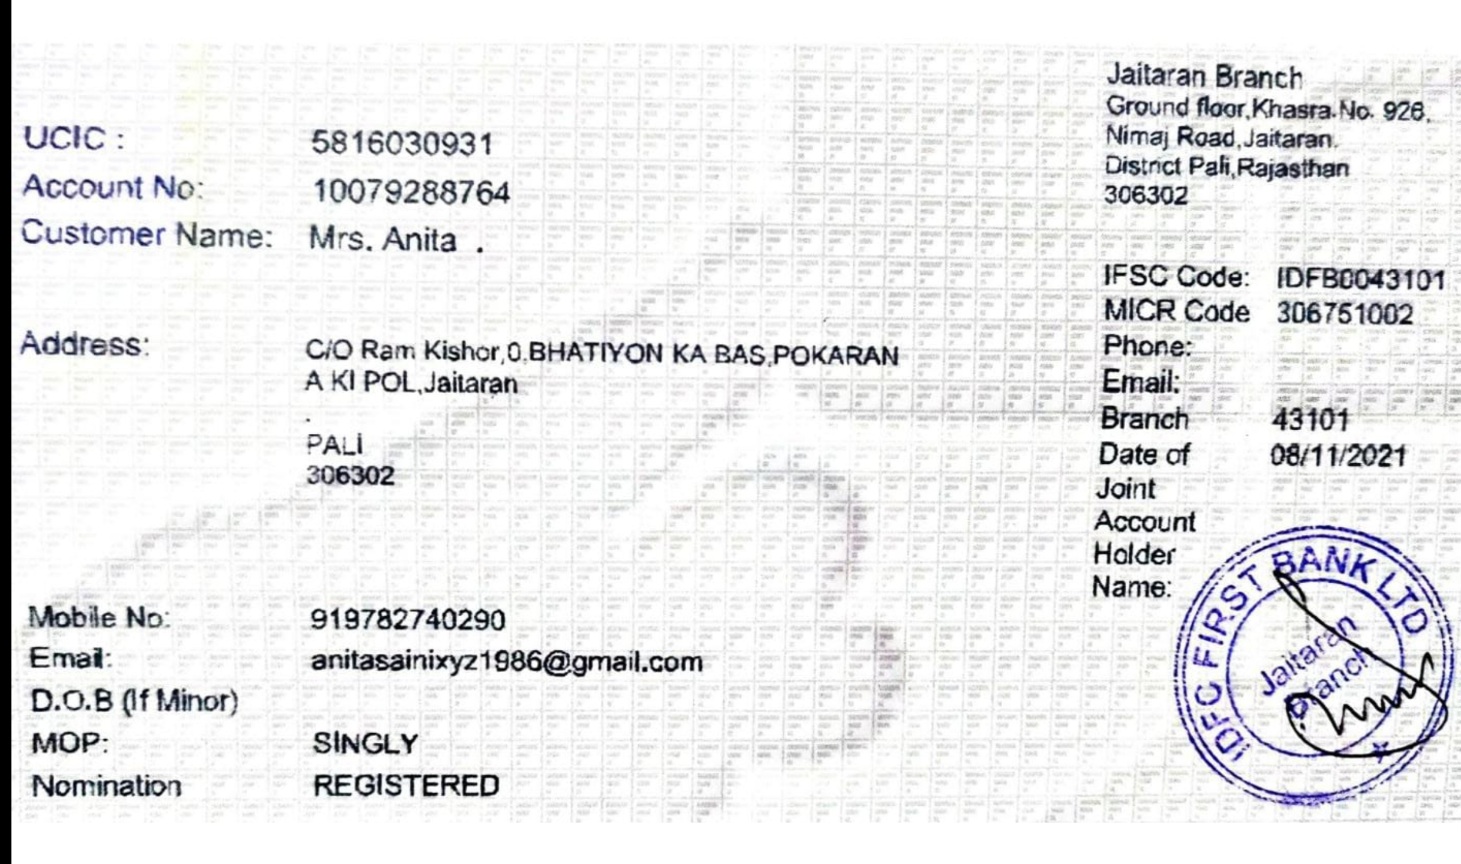 UCIC : 5816030931
Account No: 10079288764
Customer Name: Mrs. Anita .
Address: C/O Ram Kishor,0,BHATIYON KA BAS,POKARAN
A KI POL,Jaitaran
.
PALI
306302
Mobile No: 919782740290
Email: anitasainixyz1986@gmail.com
D.O.B (If Minor)
MOP: SINGLY
Nomination REGISTERED
Jaitaran Branch
Ground floor,Khasra.No. 926,
Nimaj Road,Jaitaran.
District Pali,Rajasthan
306302
IFSC Code: IDFB0043101
MICR Code 306751002
Phone:
Email:
Branch 43101
Date of 08/11/2021
Joint
Account
Holder
Name:
IDFC FIRST BANK LTD
Jaitaran
Branch